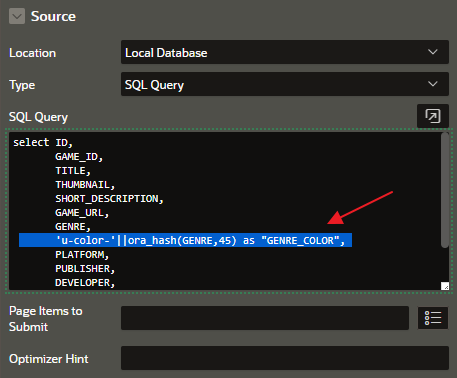 Source
Location
Local Database
Type
SQL Query
SQL Query
select ID,
GAME_ID,
TITLE,
THUMBNAIL,
SHORT_DESCRIPTION,
GAME_URL,
GENRE,
'u-color-'||ora_hash(GENRE,45) as "GENRE_COLOR",
PLATFORM,
PUBLISHER,
DEVELOPER,
Page Items to
Submit
Optimizer Hint